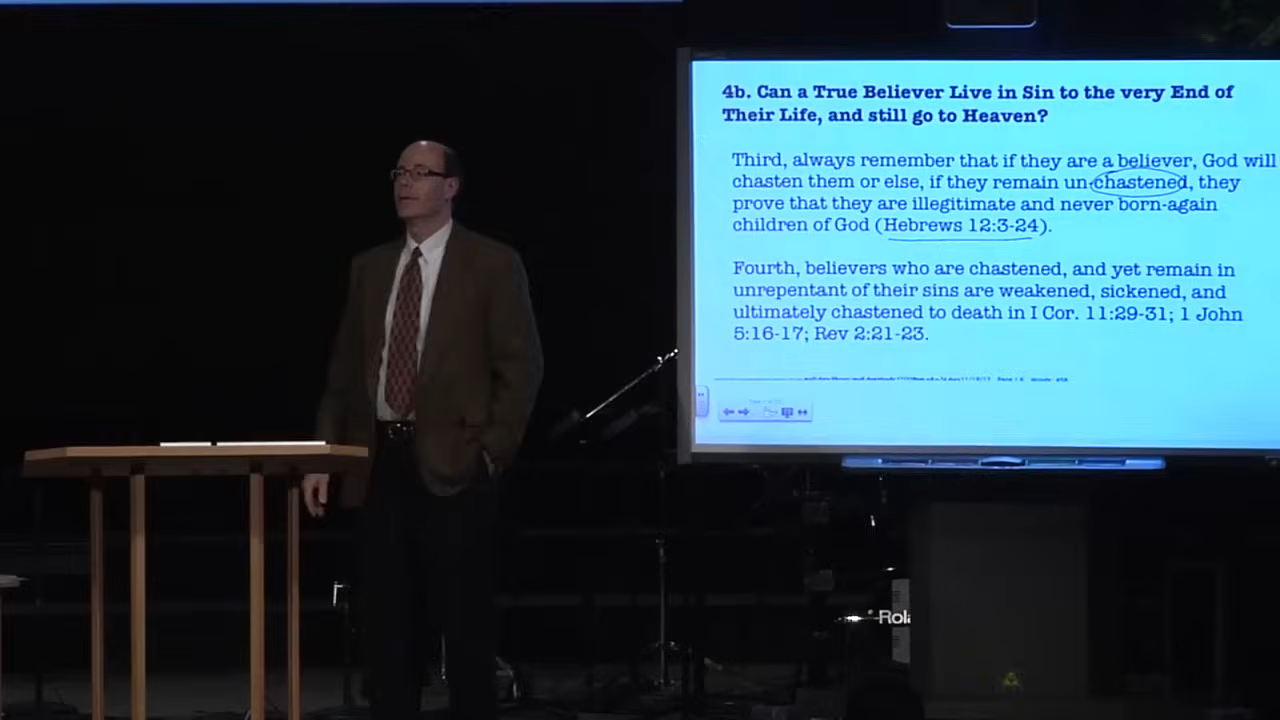 4b. Can a True Believer Live in Sin to the very End of
Their Life, and still go to Heaven?
Third, always remember that if they are a believer, God will
chasten them or else, if they remain un-chastened, they
prove that they are illegitimate and never born-again
children of God (Hebrews 12:3-24).
Fourth, believers who are chastened, and yet remain in
unrepentant of their sins are weakened, sickened, and
ultimately chastened to death in I Cor. 11:29-31; 1 John
5:16-17; Rev 2:21-23.
Rola